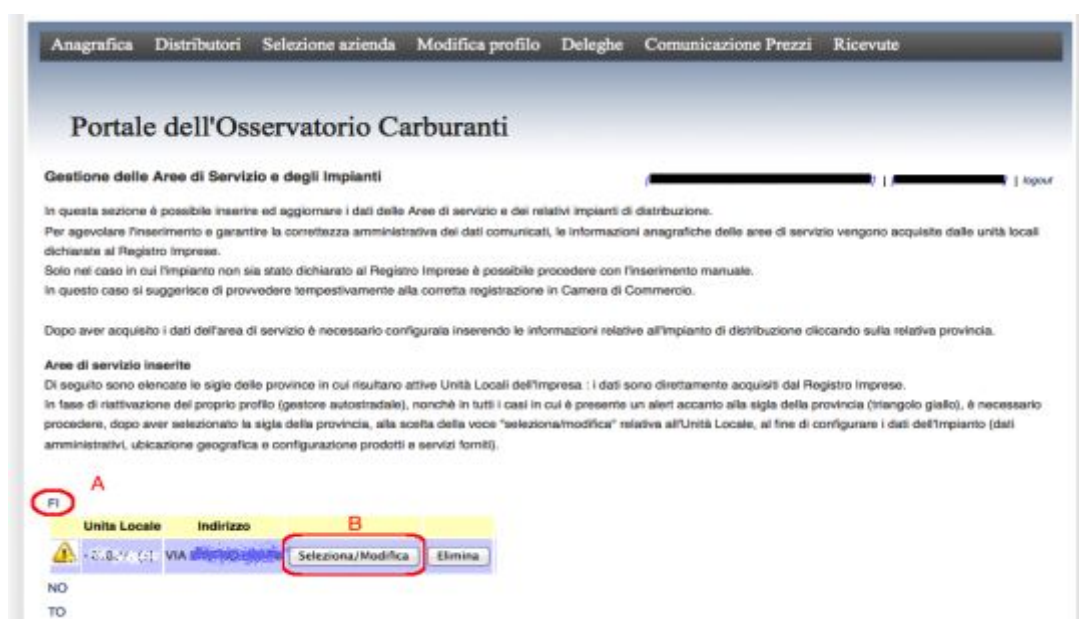 Anagrafica Distributori Selezione azienda Modifica profilo Deleghe Comunicazione Prezzi Ricevute
Portale dell'Osservatorio Carburanti
Gestione delle Aree di Servizio e degli Impianti
| | logout
In questa sezione è possibile inserire ed aggiornare i dati delle Aree di servizio e dei relativi impianti di distribuzione.
Per agevolare l'inserimento e garantire la correttezza amministrativa dei dati comunicati, le informazioni anagrafiche delle aree di servizio vengono acquisite dalle unità locali
dichiarate al Registro Imprese.
Solo nel caso in cui l'impianto non sia stato dichiarato al Registro Imprese è possibile procedere con l'inserimento manuale.
In questo caso si suggerisce di provvedere tempestivamente alla corretta registrazione in Camera di Commercio.
Dopo aver acquisito i dati dell'area di servizio è necessario configurala inserendo le informazioni relative all'impianto di distribuzione cliccando sulla relativa provincia.
Aree di servizio inserite
Di seguito sono elencate le sigle delle province in cui risultano attive Unità Locali dell'Impresa : i dati sono direttamente acquisiti dal Registro Imprese.
In fase di riattivazione del proprio profilo (gestore autostradale), nonchè in tutti i casi in cui è presente un alert accanto alla sigla della provincia (triangolo giallo), è necessario
procedere, dopo aver selezionato la sigla della provincia, alla scelta della voce "seleziona/modifica" relativa all'Unità Locale, al fine di configurare i dati dell'Impianto (dati
amministrativi, ubicazione geografica e configurazione prodotti e servizi forniti).
A
FI
Unita Locale Indirizzo B
VIA Seleziona/Modifica Elimina
NO
TO